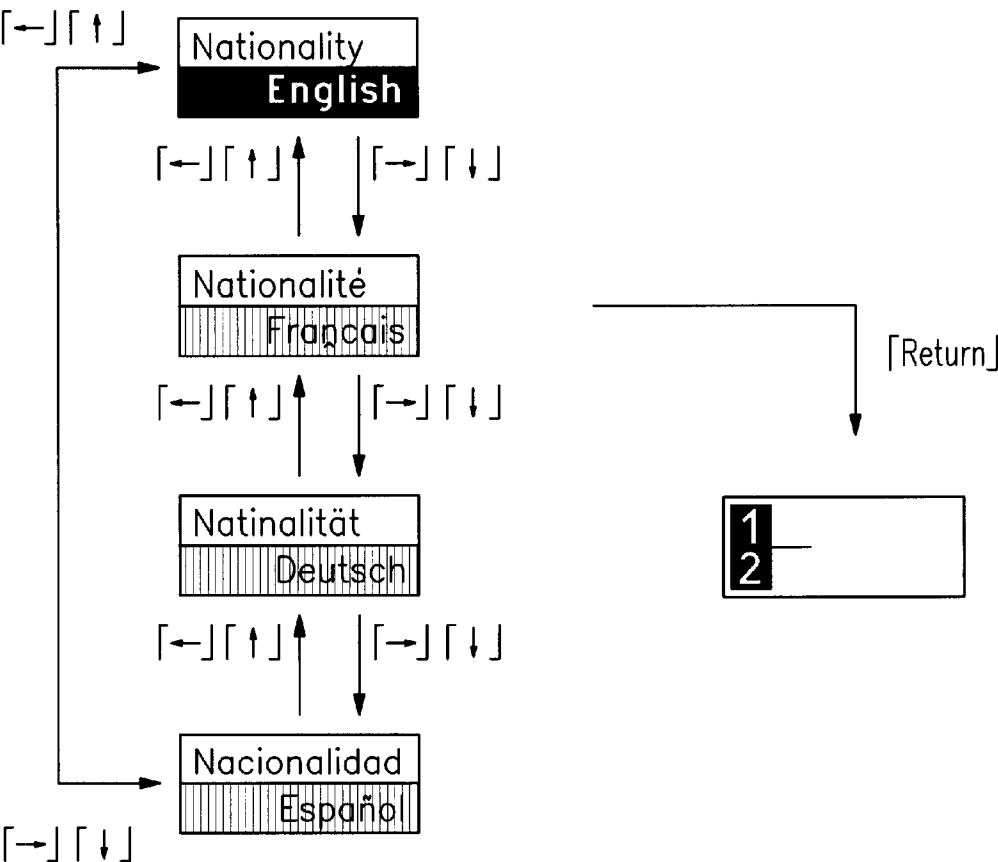 ⌈←⌋⌈↑⌋
Nationality
English
⌈←⌋⌈↑⌋ ⌈→⌋⌈↓⌋
Nationalité
Français
⌈Return⌋
⌈←⌋⌈↑⌋ ⌈→⌋⌈↓⌋
Natinalität
Deutsch
1
2
⌈←⌋⌈↑⌋ ⌈→⌋⌈↓⌋
Nacionalidad
Español
⌈→⌋⌈↓⌋